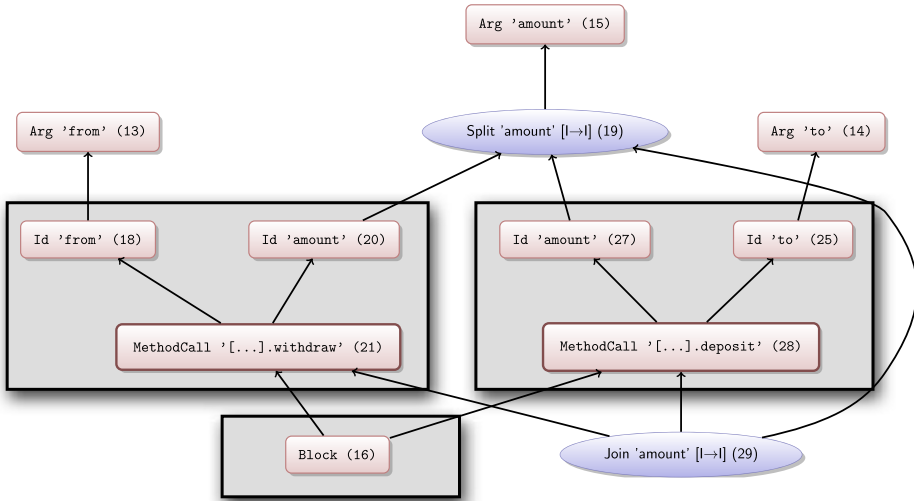 Arg 'amount' (15)
Arg 'from' (13)
Split 'amount' [I→I] (19)
Arg 'to' (14)
Id 'from' (18)
Id 'amount' (20)
Id 'amount' (27)
Id 'to' (25)
MethodCall '[...].withdraw' (21)
MethodCall '[...].deposit' (28)
Block (16)
Join 'amount' [I→I] (29)